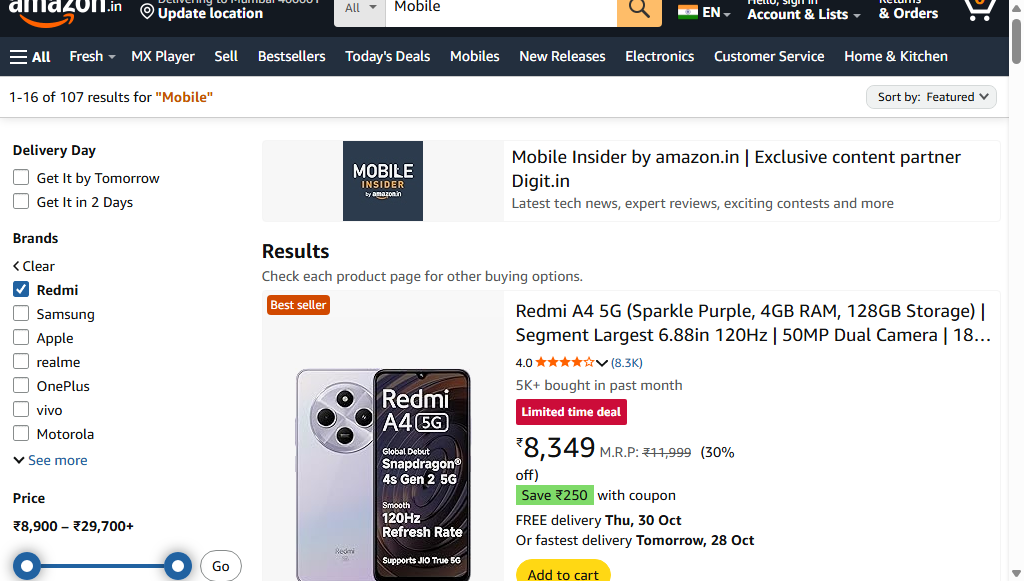 amazon.in
Update location
All
Mobile
EN
Account & Lists
& Orders
All
Fresh
MX Player
Sell
Bestsellers
Today's Deals
Mobiles
New Releases
Electronics
Customer Service
Home & Kitchen
1-16 of 107 results for "Mobile"
Sort by: Featured
Delivery Day
Get It by Tomorrow
Get It in 2 Days
Brands
Clear
Redmi
Samsung
Apple
realme
OnePlus
vivo
Motorola
See more
Price
₹8,900 – ₹29,700+
Go
MOBILE
INSIDER
by amazon.in
Mobile Insider by amazon.in | Exclusive content partner
Digit.in
Latest tech news, expert reviews, exciting contests and more
Results
Check each product page for other buying options.
Best seller
Redmi
A4 5G
Global Debut
Snapdragon®
4s Gen 2 5G
Smooth
120Hz
Refresh Rate
Supports JIO True 5G
Redmi
Redmi A4 5G (Sparkle Purple, 4GB RAM, 128GB Storage) |
Segment Largest 6.88in 120Hz | 50MP Dual Camera | 18…
4.0 (8.3K)
5K+ bought in past month
Limited time deal
₹8,349 M.R.P: ₹11,999 (30%
off)
Save ₹250 with coupon
FREE delivery Thu, 30 Oct
Or fastest delivery Tomorrow, 28 Oct
Add to cart